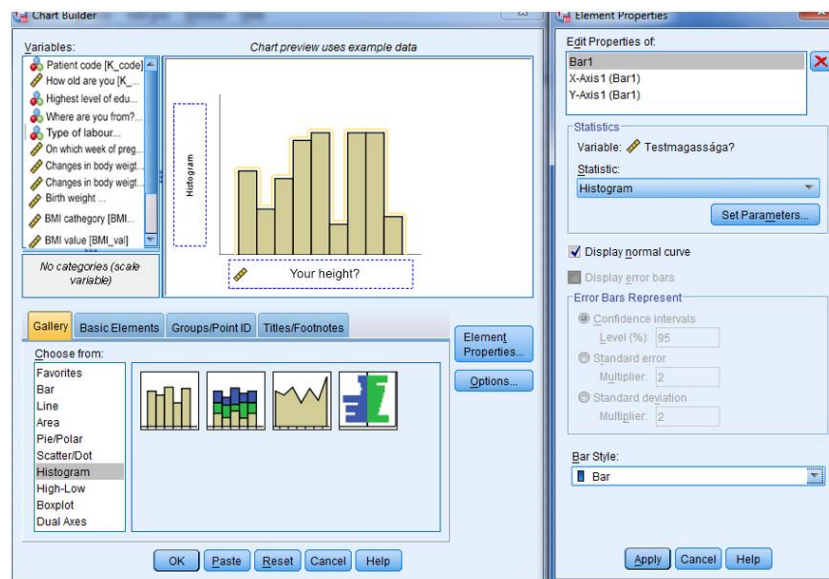 Chart Builder
Variables:
Patient code [K_code]
How old are you [K_...
Highest level of edu...
Where are you from?...
Type of labour...
On which week of preg...
Changes in body weigt...
Changes in body weigt...
Birth weight ...
BMI cathegory [BMI...
BMI value [BMI_val]
No categories (scale
variable)
Chart preview uses example data
Histogram
Your height?
Gallery
Basic Elements
Groups/Point ID
Titles/Footnotes
Choose from:
Favorites
Bar
Line
Area
Pie/Polar
Scatter/Dot
Histogram
High-Low
Boxplot
Dual Axes
Element
Properties...
Options...
OK
Paste
Reset
Cancel
Help
Element Properties
Edit Properties of:
Bar1
X-Axis1 (Bar1)
Y-Axis1 (Bar1)
Statistics
Variable: Testmagassága?
Statistic:
Histogram
Set Parameters...
Display normal curve
Display error bars
Error Bars Represent
Confidence intervals
Level (%): 95
Standard error
Multiplier: 2
Standard deviation
Multiplier: 2
Bar Style:
Bar
Apply
Cancel
Help